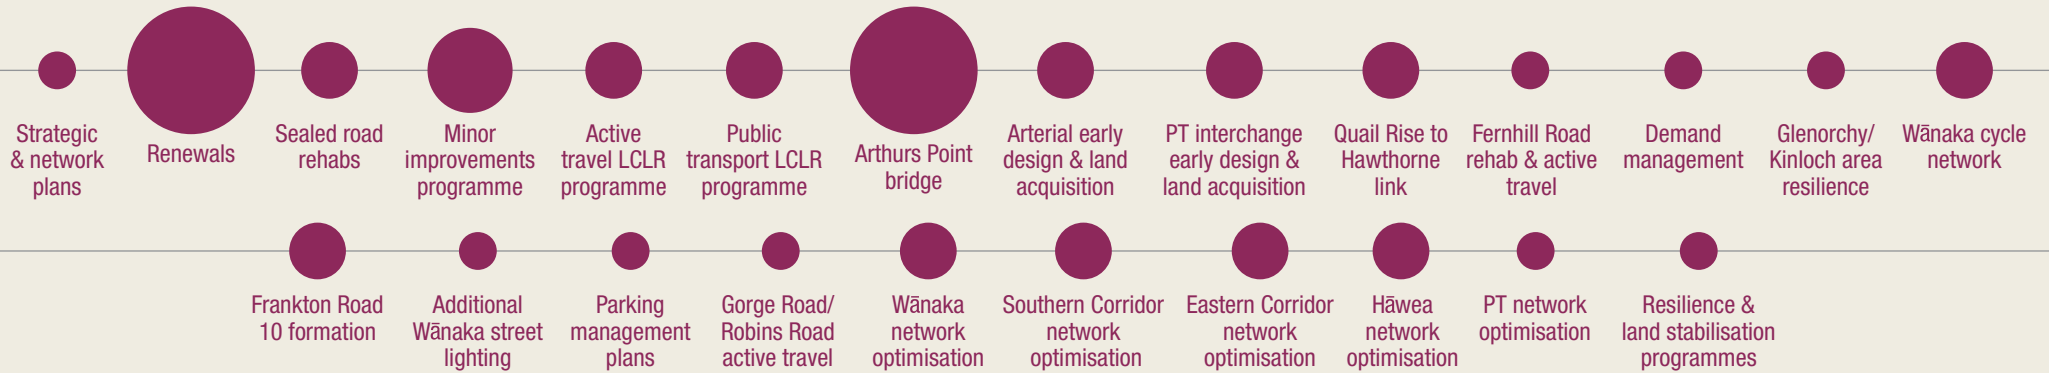 Strategic
& network
plans
Renewals
Sealed road
rehabs
Minor
improvements
programme
Active
travel LCLR
programme
Public
transport LCLR
programme
Arthurs Point
bridge
Arterial early
design & land
acquisition
PT interchange
early design &
land acquisition
Quail Rise to
Hawthorne
link
Fernhill Road
rehab & active
travel
Demand
management
Glenorchy/
Kinloch area
resilience
Wānaka cycle
network
Frankton Road
10 formation
Additional
Wānaka street
lighting
Parking
management
plans
Gorge Road/
Robins Road
active travel
Wānaka
network
optimisation
Southern Corridor
network
optimisation
Eastern Corridor
network
optimisation
Hāwea
network
optimisation
PT network
optimisation
Resilience &
land stabilisation
programmes